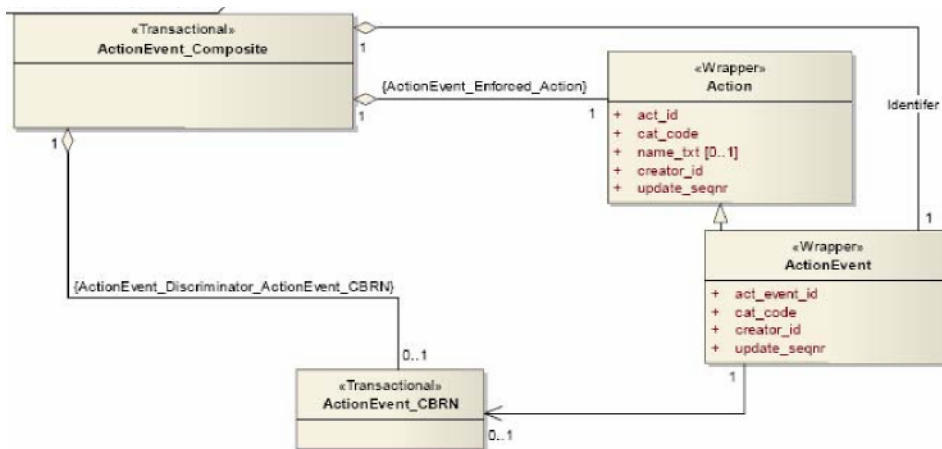 «Transactional»
ActionEvent_Composite
1
1
1
{ActionEvent_Enforced_Action}
1
«Wrapper»
Action
+ act_id
+ cat_code
+ name_txt [0..1]
+ creator_id
+ update_seqnr
Identifer
1
«Wrapper»
ActionEvent
+ act_event_id
+ cat_code
+ creator_id
+ update_seqnr
1
{ActionEvent_Discriminator_ActionEvent_CBRN}
0..1
«Transactional»
ActionEvent_CBRN
0..1